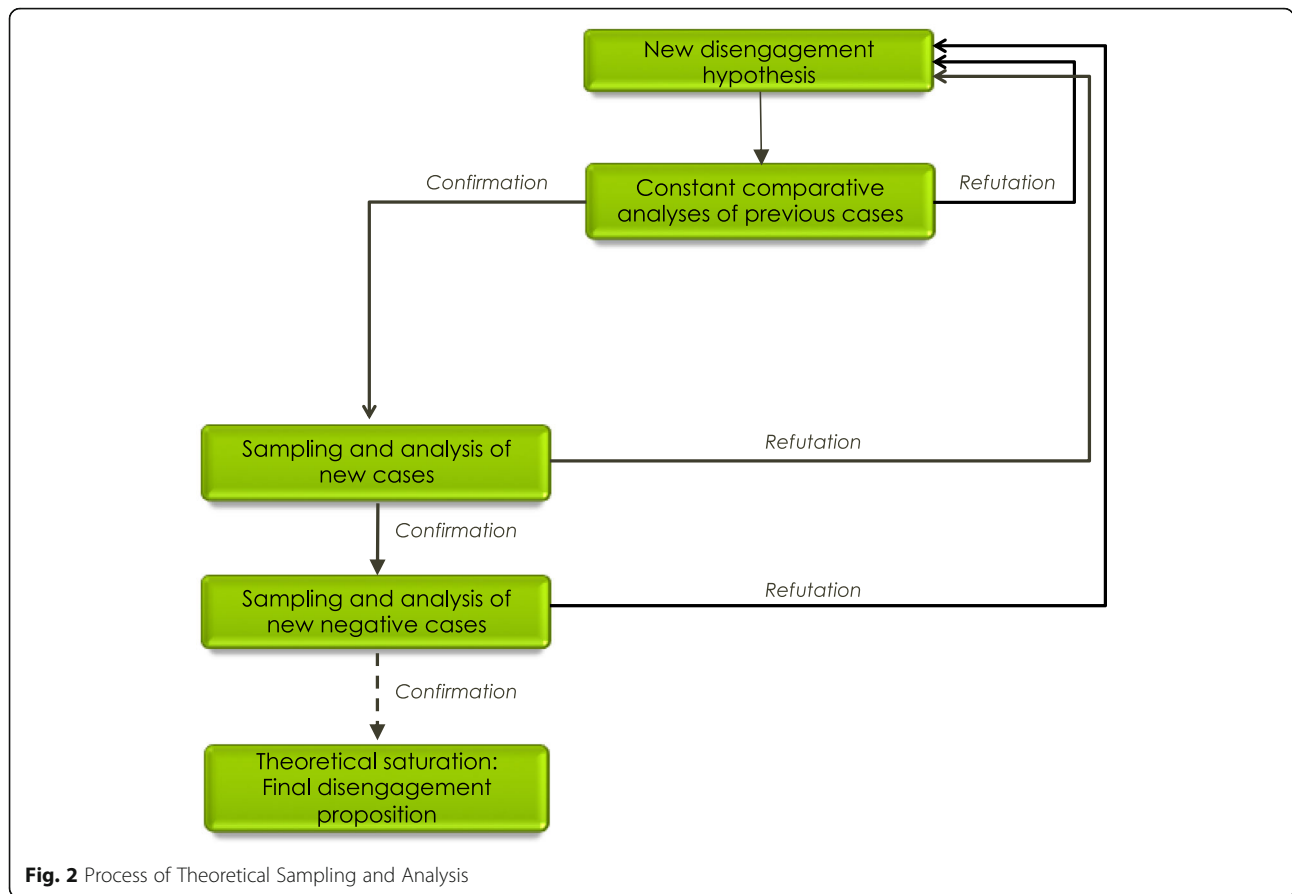 New disengagement
hypothesis
Confirmation
Constant comparative
analyses of previous cases
Refutation
Sampling and analysis of
new cases
Refutation
Confirmation
Sampling and analysis of
new negative cases
Refutation
Confirmation
Theoretical saturation:
Final disengagement
proposition
Fig. 2 Process of Theoretical Sampling and Analysis